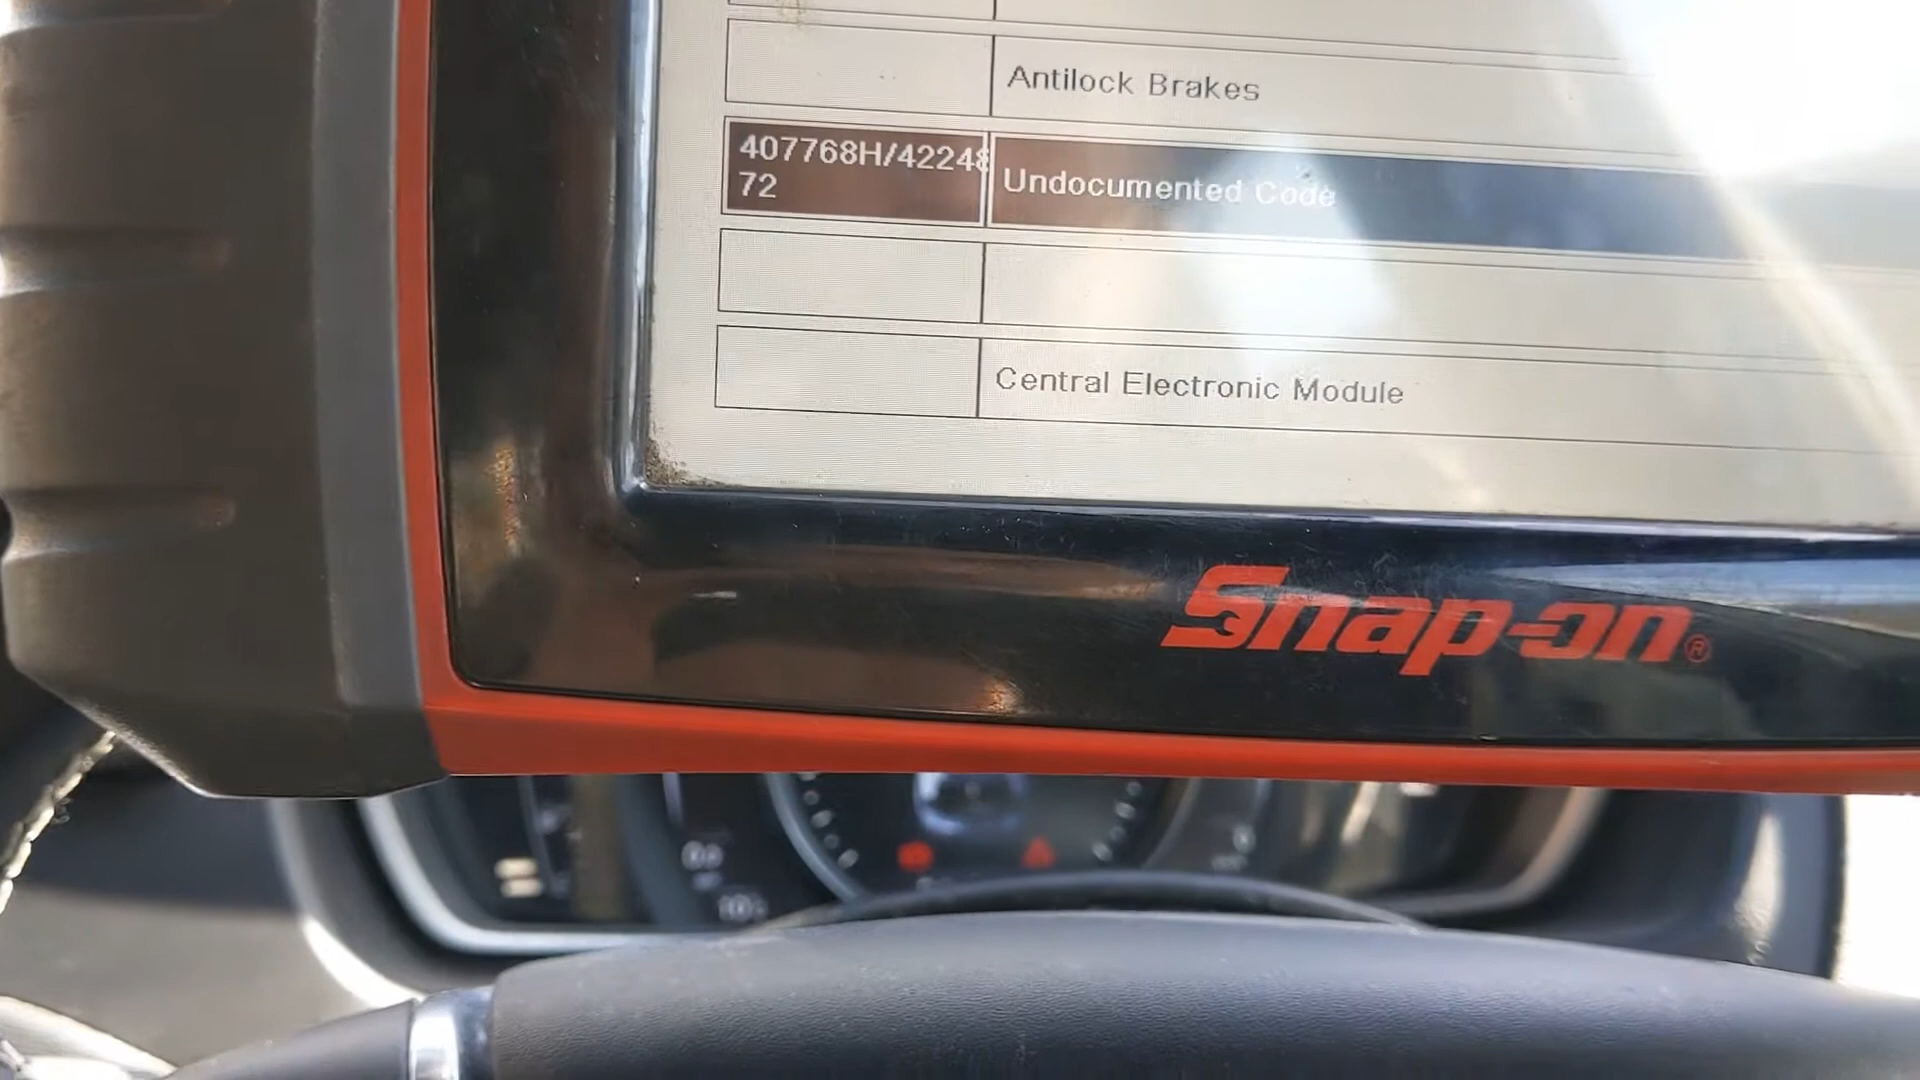 Antilock Brakes
407768H/42248
72
Undocumented Code
Central Electronic Module
Snap-on®